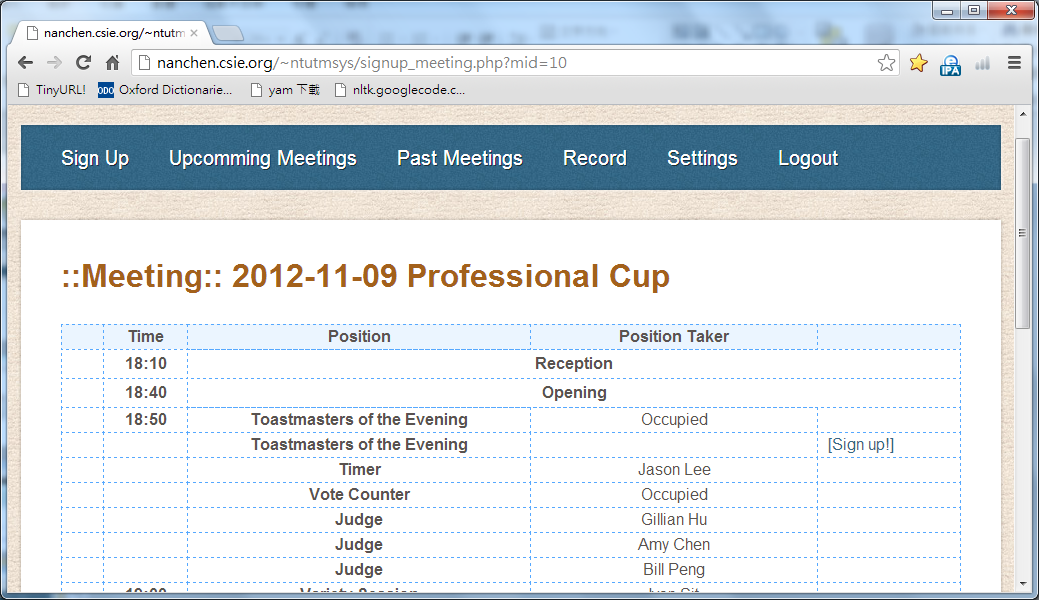 nanchen.csie.org/~ntutm
nanchen.csie.org/~ntutmsys/signup_meeting.php?mid=10
TinyURL! Oxford Dictionarie... yam 下載 nltk.googlecode.c...
Sign Up Upcomming Meetings Past Meetings Record Settings Logout
::Meeting:: 2012-11-09 Professional Cup
Time Position Position Taker
18:10 Reception
18:40 Opening
18:50 Toastmasters of the Evening Occupied
Toastmasters of the Evening [Sign up!]
Timer Jason Lee
Vote Counter Occupied
Judge Gillian Hu
Judge Amy Chen
Judge Bill Peng
Variety Session